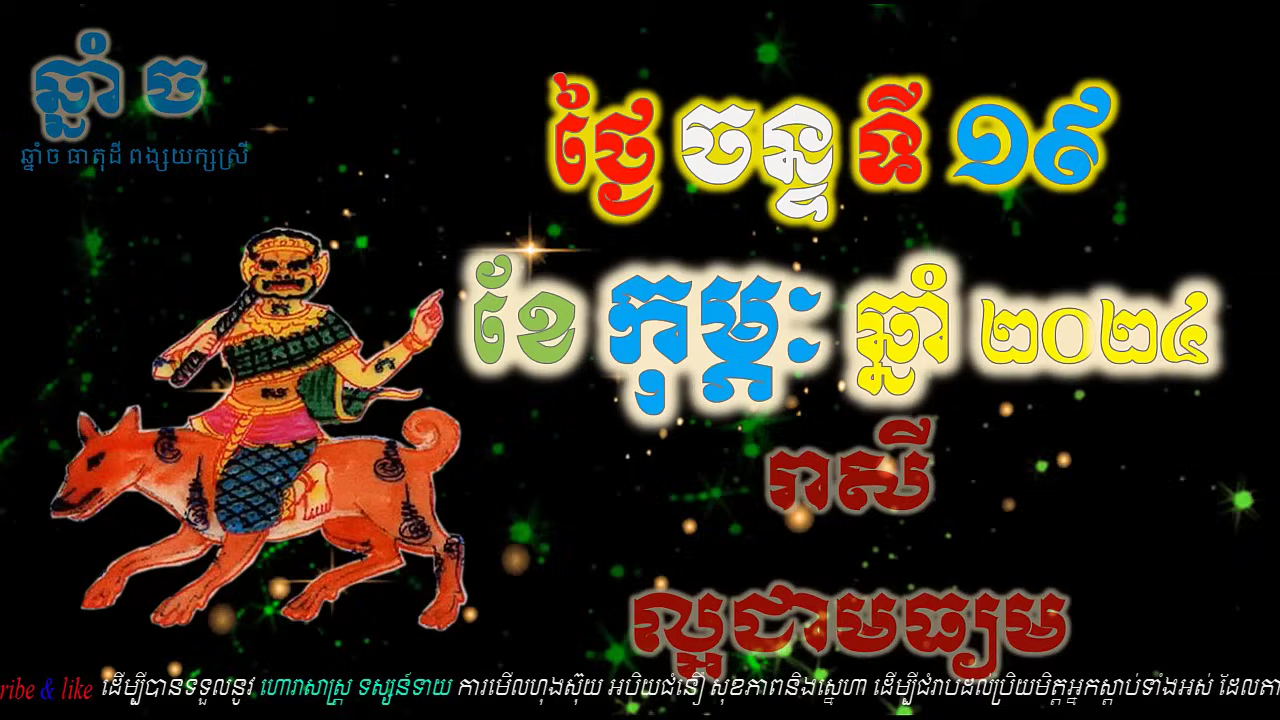 ឆ្នាំ ច
ឆ្នាំច ធាតុដី ពង្សយក្សស្រី
ថ្ងៃ ចន្ទ ទី ១៩
ខែ កុម្ភៈ ឆ្នាំ ២០២៤
រាសី
ល្អជាមធ្យម
ribe & like ដើម្បីបានទទួលនូវ ហោរាសាស្ត្រ ទស្សន៍ទាយ ការមើលហុងស៊ុយ អបិយជំនឿ សុខភាពនិងស្នេហា ដើម្បីជំរាបដល់ប្រិយមិត្តអ្នកស្តាប់ទាំងអស់ ដែលតា